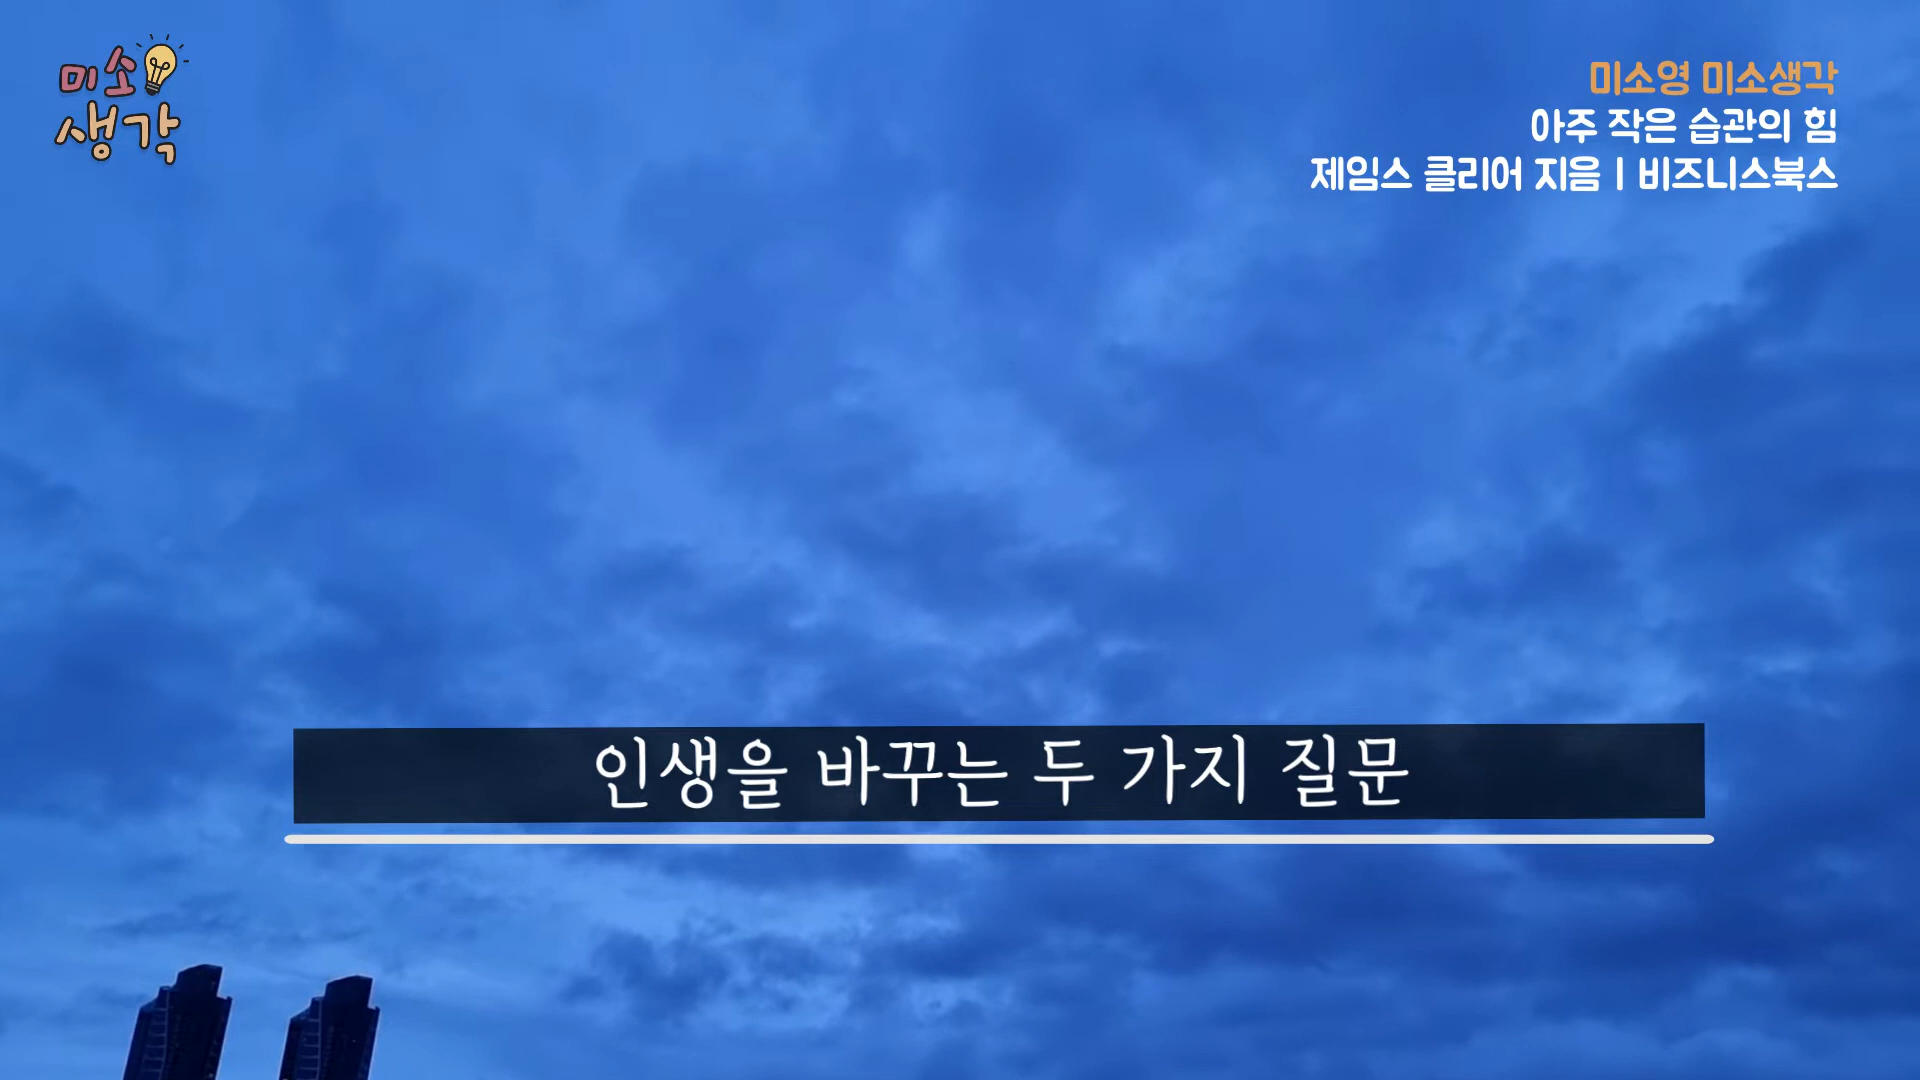 미소
생각
미소영 미소생각
아주 작은 습관의 힘
제임스 클리어 지음 | 비즈니스북스
인생을 바꾸는 두 가지 질문